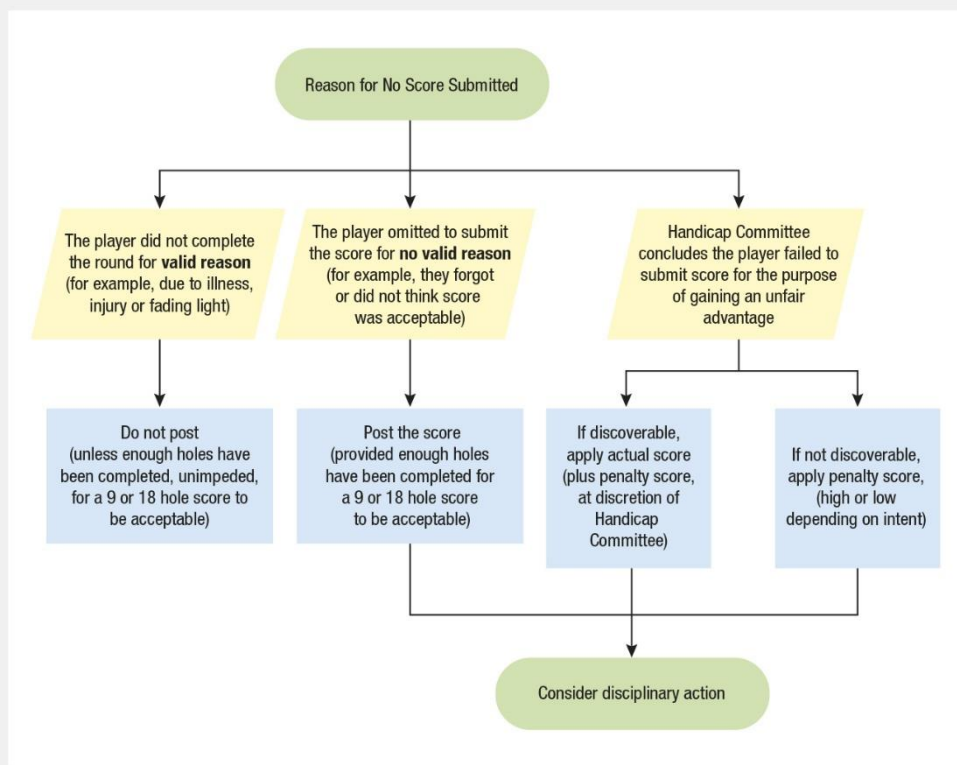 Reason for No Score Submitted
The player did not complete
the round for valid reason
(for example, due to illness,
injury or fading light)
The player omitted to submit
the score for no valid reason
(for example, they forgot
or did not think score
was acceptable)
Handicap Committee
concludes the player failed to
submit score for the purpose
of gaining an unfair
advantage
Do not post
(unless enough holes have
been completed, unimpeded,
for a 9 or 18 hole score to
be acceptable)
Post the score
(provided enough holes
have been completed for
a 9 or 18 hole score
to be acceptable)
If discoverable,
apply actual score
(plus penalty score,
at discretion of
Handicap
Committee)
If not discoverable,
apply penalty score,
(high or low
depending on intent)
Consider disciplinary action